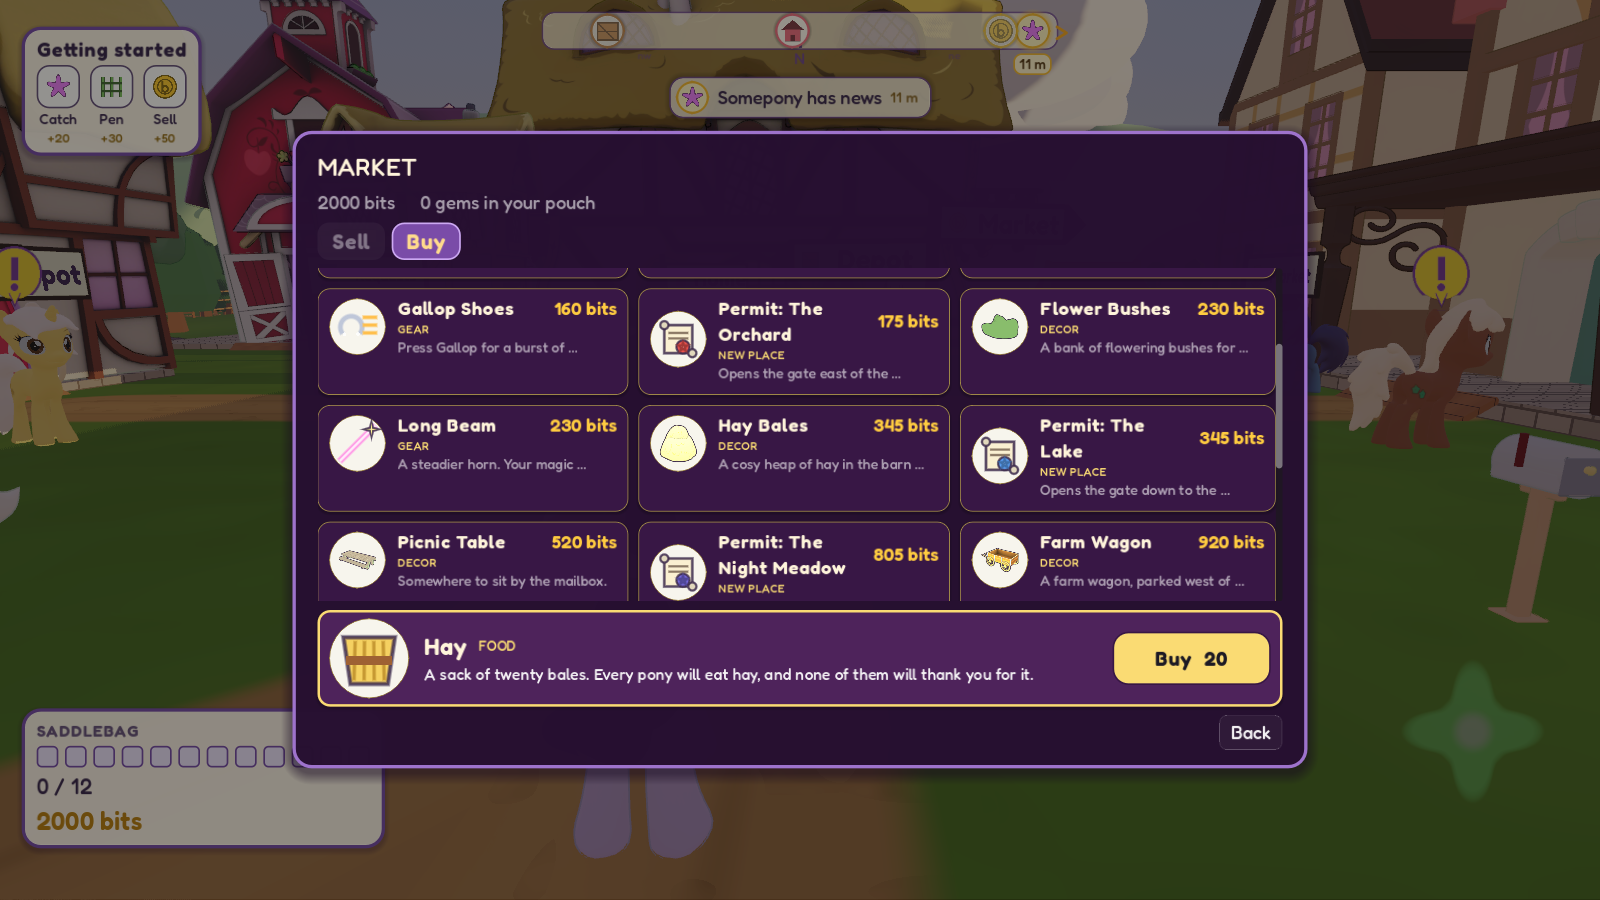 Getting started
Catch
Pen
Sell
+20
+30
+50
N
11 m
Somepony has news 11 m
MARKET
2000 bits 0 gems in your pouch
Sell
Buy
Gallop Shoes 160 bits
GEAR
Press Gallop for a burst of ...
Permit: The
Orchard
175 bits
NEW PLACE
Opens the gate east of the ...
Flower Bushes 230 bits
DECOR
A bank of flowering bushes for ...
Long Beam 230 bits
GEAR
A steadier horn. Your magic ...
Hay Bales 345 bits
DECOR
A cosy heap of hay in the barn ...
Permit: The
Lake
345 bits
NEW PLACE
Opens the gate down to the ...
Picnic Table 520 bits
DECOR
Somewhere to sit by the mailbox.
Permit: The
Night Meadow
805 bits
NEW PLACE
Farm Wagon 920 bits
DECOR
A farm wagon, parked west of ...
Hay FOOD
A sack of twenty bales. Every pony will eat hay, and none of them will thank you for it.
Buy 20
Back
pot
!
!
SADDLEBAG
0 / 12
2000 bits